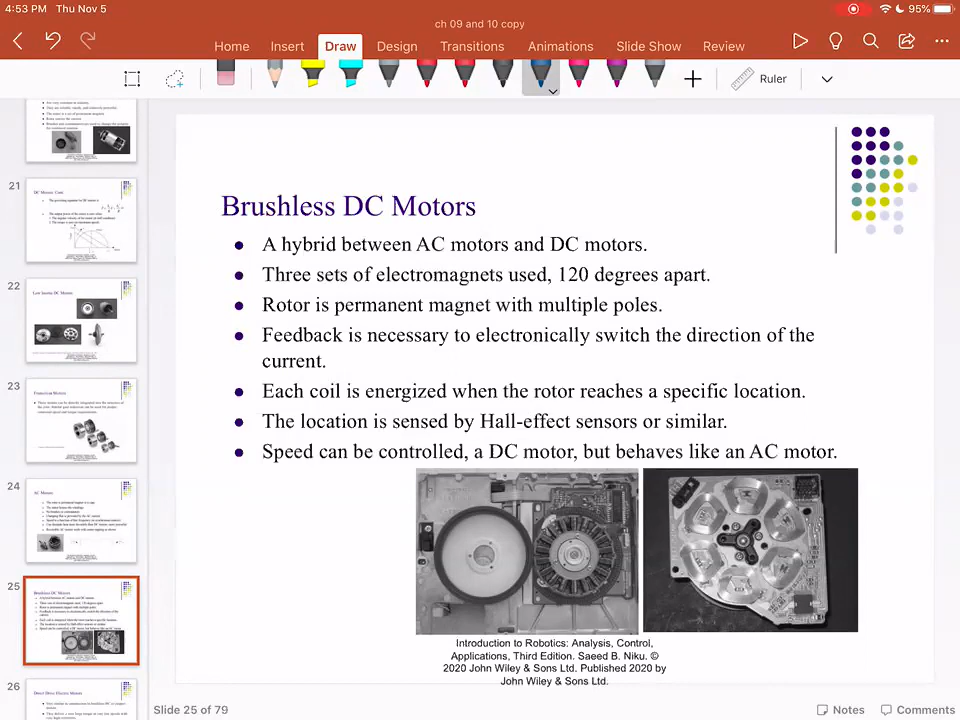 4:53 PM Thu Nov 5
95%
ch 09 and 10 copy
Home Insert Draw Design Transitions Animations Slide Show Review
Ruler
21
DC Motors: Cont.
22
Low Inertia DC Motors
23
24
AC Motors
25
Brushless DC Motors
26
Direct Drive Electric Motors
Brushless DC Motors
A hybrid between AC motors and DC motors.
Three sets of electromagnets used, 120 degrees apart.
Rotor is permanent magnet with multiple poles.
Feedback is necessary to electronically switch the direction of the
current.
Each coil is energized when the rotor reaches a specific location.
The location is sensed by Hall-effect sensors or similar.
Speed can be controlled, a DC motor, but behaves like an AC motor.
Introduction to Robotics: Analysis, Control,
Applications, Third Edition. Saeed B. Niku. ©
2020 John Wiley & Sons Ltd. Published 2020 by
John Wiley & Sons Ltd.
Slide 25 of 79
Notes Comments